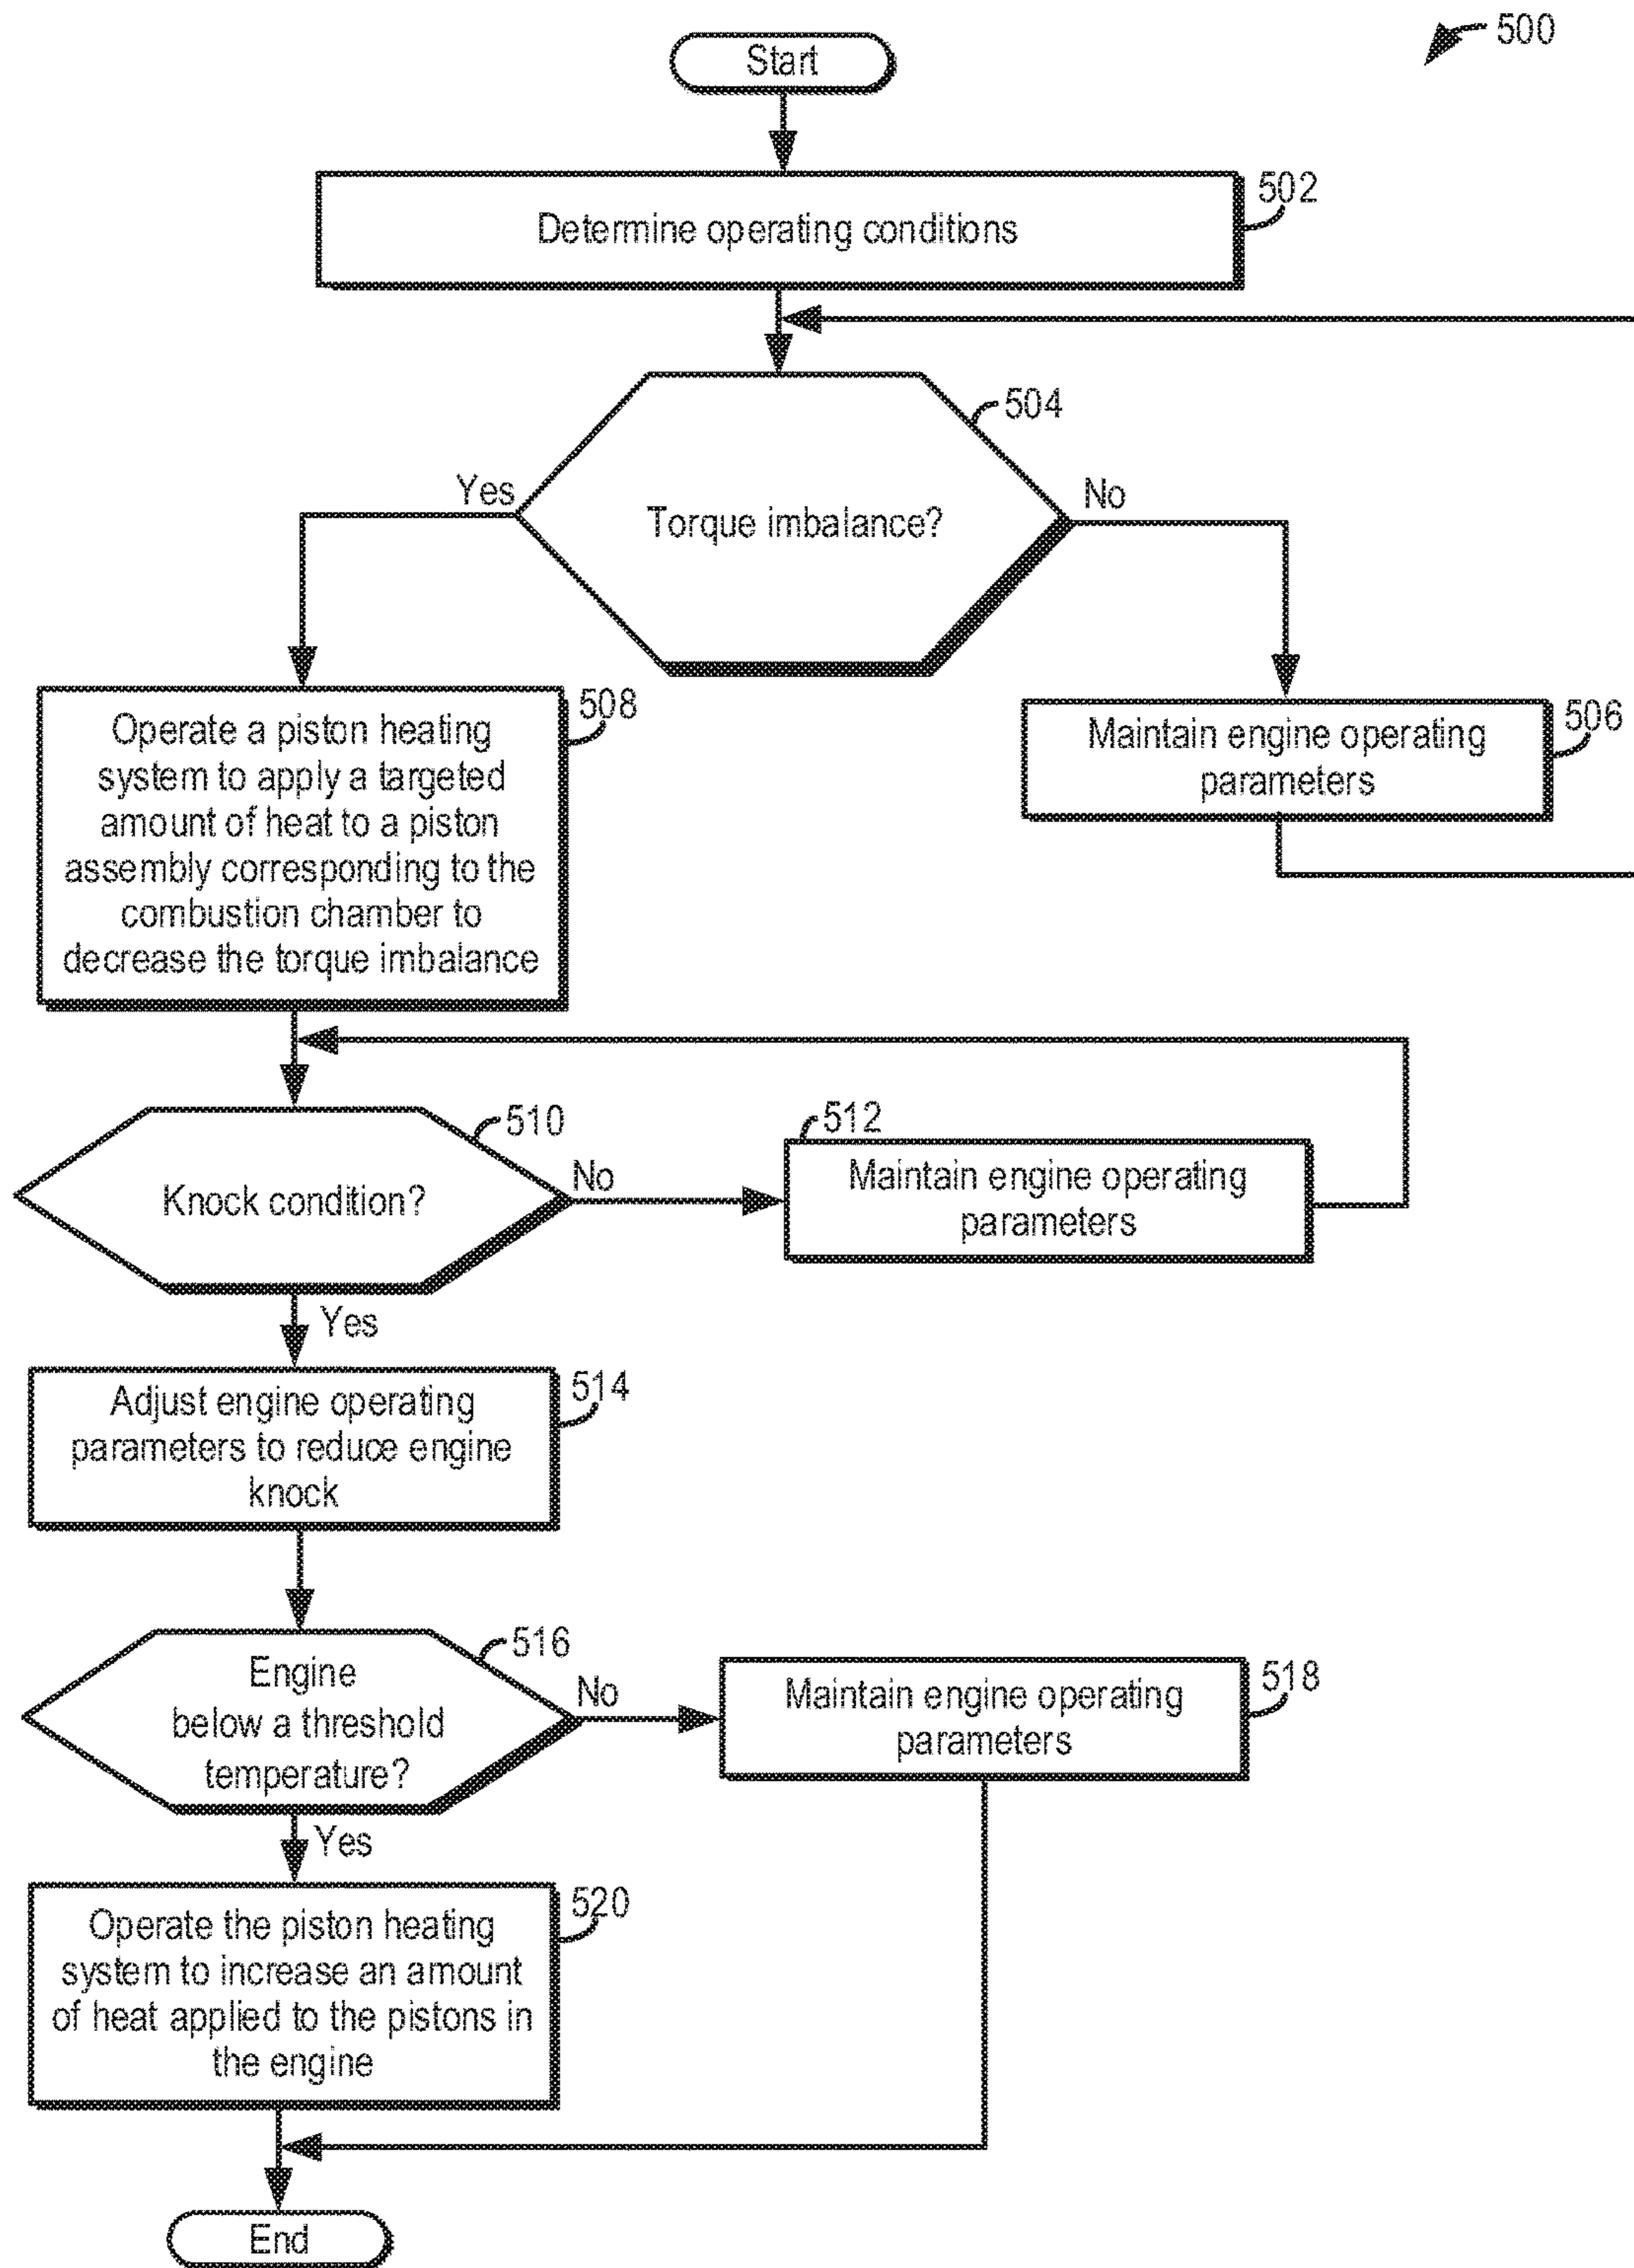 500
Start
Determine operating conditions
502
504
Torque imbalance?
Yes
No
Operate a piston heating
system to apply a targeted
amount of heat to a piston
assembly corresponding to the
combustion chamber to
decrease the torque imbalance
508
Maintain engine operating
parameters
506
Knock condition?
510
No
512
Maintain engine operating
parameters
Yes
Adjust engine operating
parameters to reduce engine
knock
514
Engine
below a threshold
temperature?
516
No
Maintain engine operating
parameters
518
Yes
Operate the piston heating
system to increase an amount
of heat applied to the pistons in
the engine
520
End